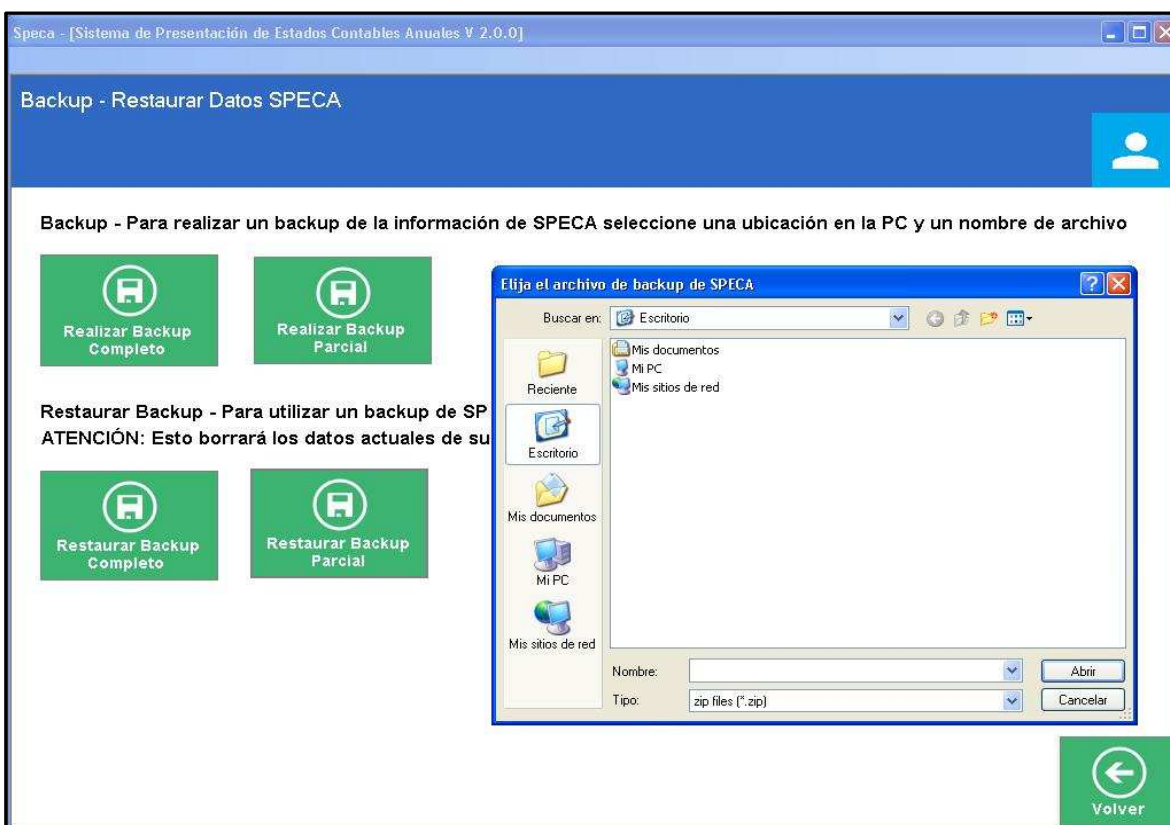 Speca - [Sistema de Presentación de Estados Contables Anuales V 2.0.0]
Backup - Restaurar Datos SPECA
Backup - Para realizar un backup de la información de SPECA seleccione una ubicación en la PC y un nombre de archivo
Realizar Backup
Completo
Realizar Backup
Parcial
Restaurar Backup - Para utilizar un backup de SP
ATENCIÓN: Esto borrará los datos actuales de su
Restaurar Backup
Completo
Restaurar Backup
Parcial
Elija el archivo de backup de SPECA
Buscar en:
Escritorio
Reciente
Escritorio
Mis documentos
Mi PC
Mis sitios de red
Mis documentos
Mi PC
Mis sitios de red
Nombre:
Abrir
Tipo:
zip files (*.zip)
Cancelar
Volver